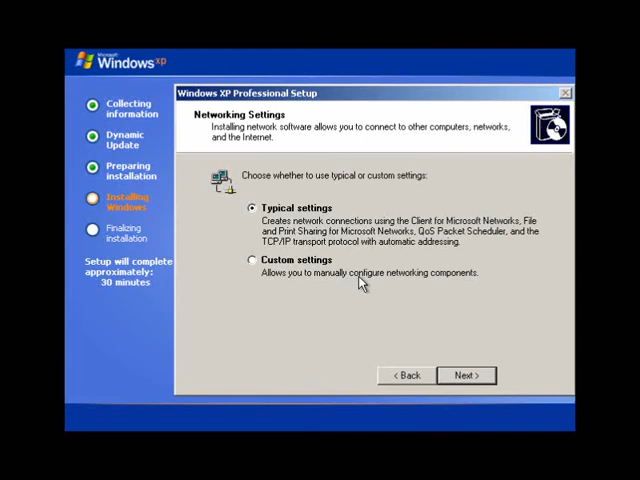 Microsoft
Windows xp
Windows XP Professional Setup
Networking Settings
Installing network software allows you to connect to other computers, networks,
and the Internet.
Collecting
information
Dynamic
Update
Preparing
installation
Installing
Windows
Finalizing
installation
Setup will complete
approximately:
30 minutes
Choose whether to use typical or custom settings:
Typical settings
Creates network connections using the Client for Microsoft Networks, File
and Print Sharing for Microsoft Networks, QoS Packet Scheduler, and the
TCP/IP transport protocol with automatic addressing.
Custom settings
Allows you to manually configure networking components.
< Back
Next >